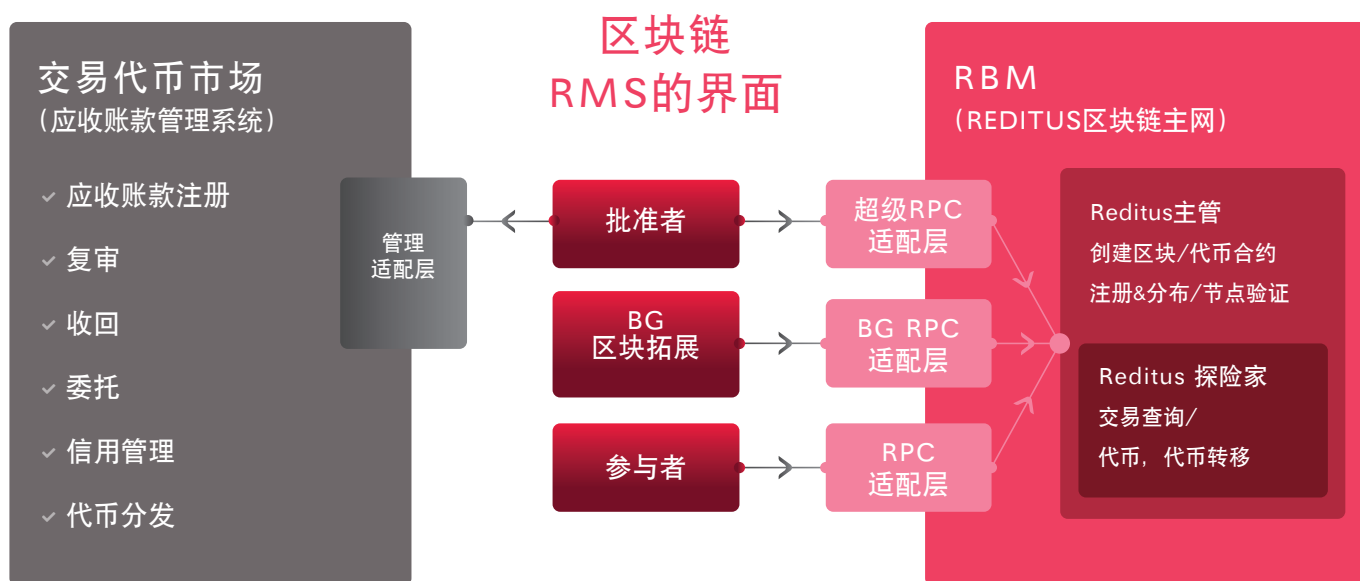 区块链
RMS的界面
交易代币市场
(应收账款管理系统)
应收账款注册
复审
收回
委托
信用管理
代币分发
管理
适配层
批准者
BG
区块拓展
参与者
RBM
(REDITUS区块链主网)
超级RPC
适配层
BG RPC
适配层
RPC
适配层
Reditus主管
创建区块/代币合约
注册&分布/节点验证
Reditus 探险家
交易查询/
代币，代币转移